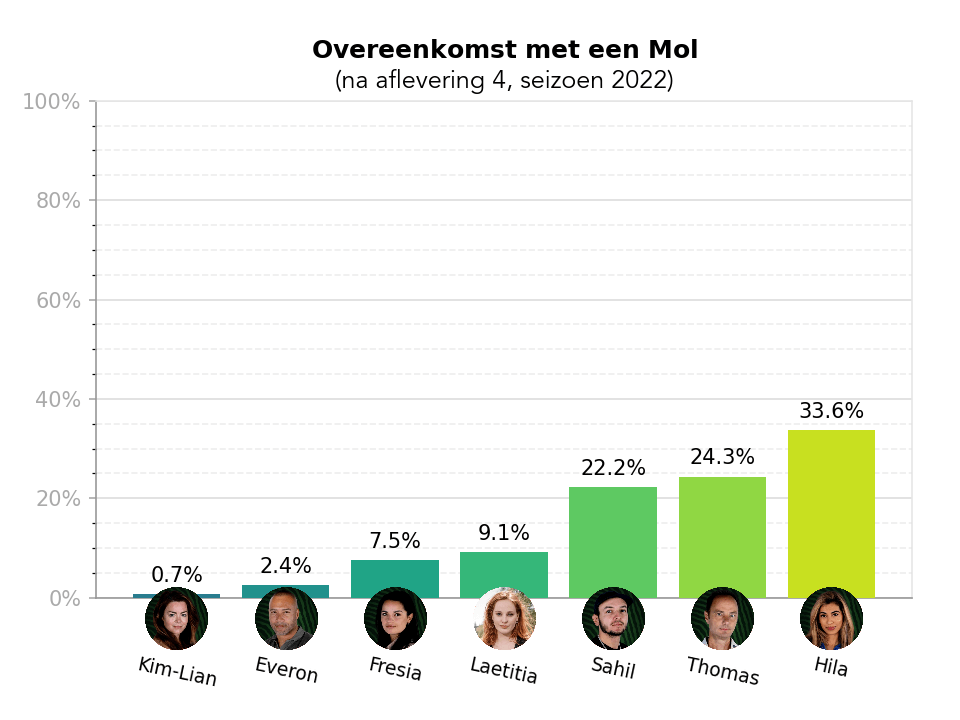 Overeenkomst met een Mol
(na aflevering 4, seizoen 2022)
100%
80%
60%
40%
20%
0%
0.7%
2.4%
7.5%
9.1%
22.2%
24.3%
33.6%
Kim-Lian
Everon
Fresia
Laetitia
Sahil
Thomas
Hila